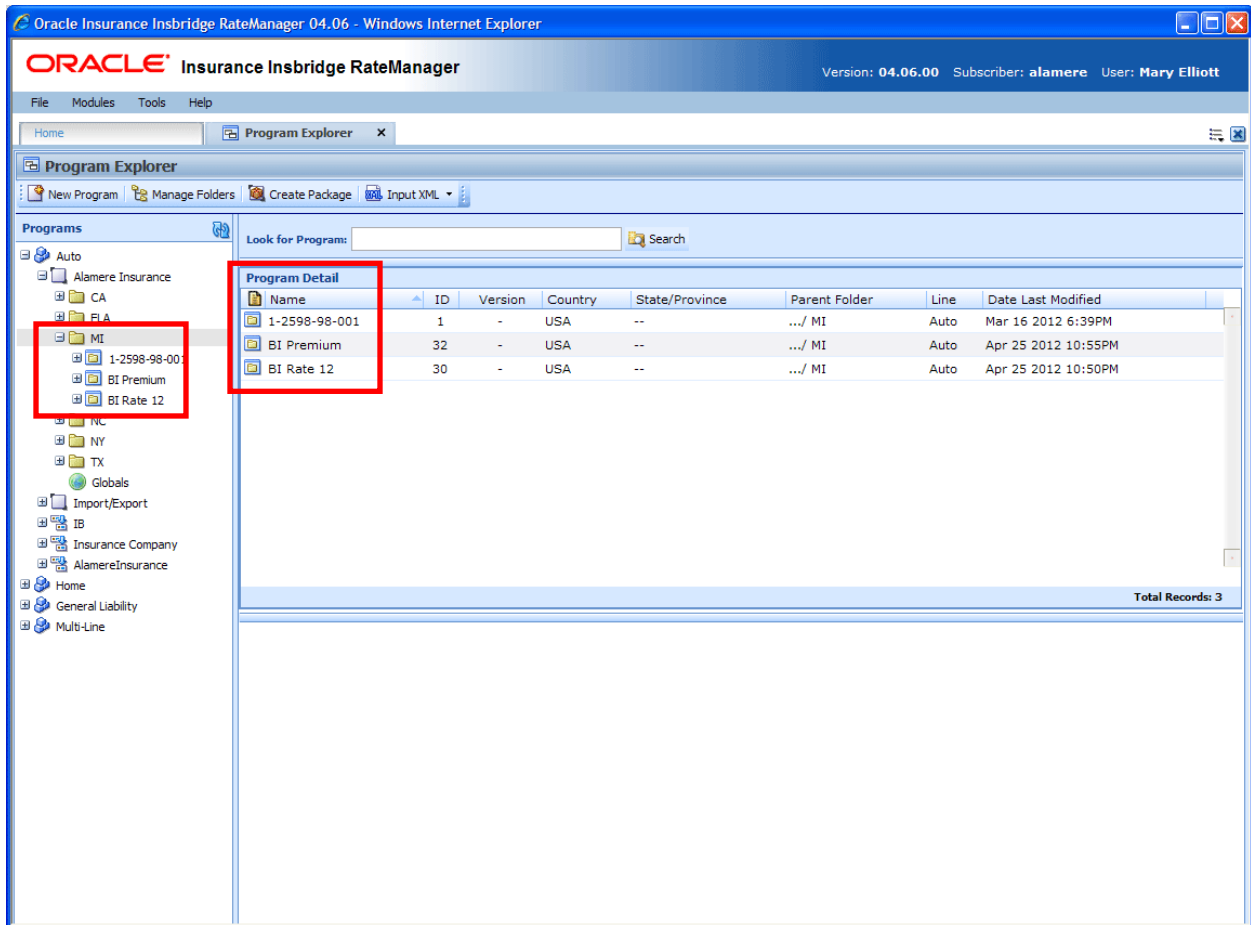 Oracle Insurance Insbridge RateManager 04.06 - Windows Internet Explorer
ORACLE® Insurance Insbridge RateManager
Version: 04.06.00 Subscriber: alamere User: Mary Elliott
File Modules Tools Help
Home Program Explorer x
Program Explorer
New Program Manage Folders Create Package Input XML
Programs
Look for Program: Search
Auto
Alamere Insurance
CA
FLA
MI
1-2598-98-001
BI Premium
BI Rate 12
NC
NY
TX
Globals
Import/Export
IB
Insurance Company
AlamereInsurance
Home
General Liability
Multi-Line
Program Detail
Name ID Version Country State/Province Parent Folder Line Date Last Modified
1-2598-98-001 1 - USA -- .../ MI Auto Mar 16 2012 6:39PM
BI Premium 32 - USA -- .../ MI Auto Apr 25 2012 10:55PM
BI Rate 12 30 - USA -- .../ MI Auto Apr 25 2012 10:50PM
Total Records: 3